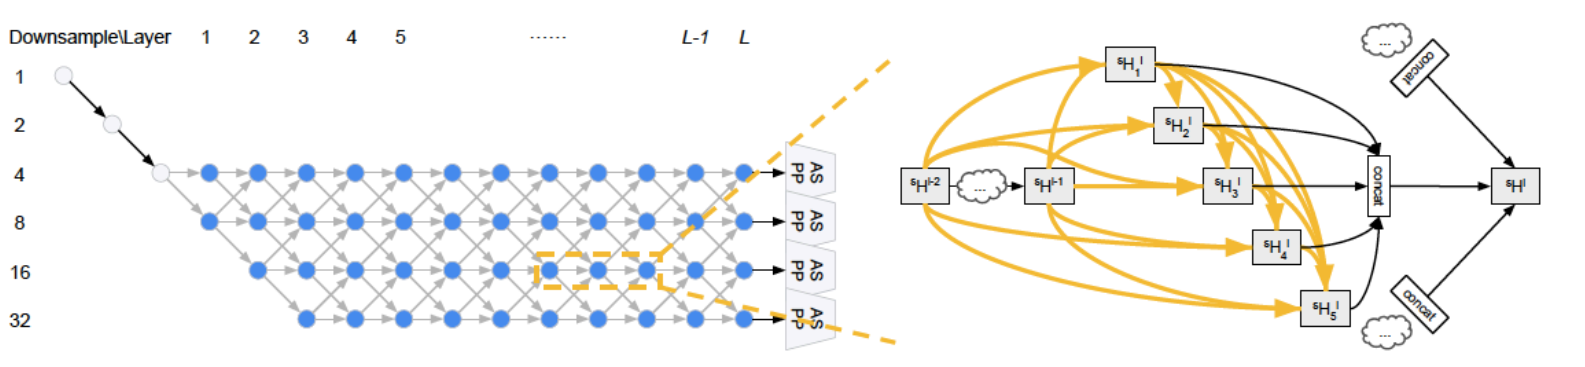 Downsample\Layer 1 2 3 4 5 ...... L-1 L
1
2
4
8
16
32
ASPP
ASPP
ASPP
ASPP
sHl-2
...
sHl-1
sH1l
sH2l
sH3l
sH4l
sH5l
concat
...
concat
sHl
concat
...